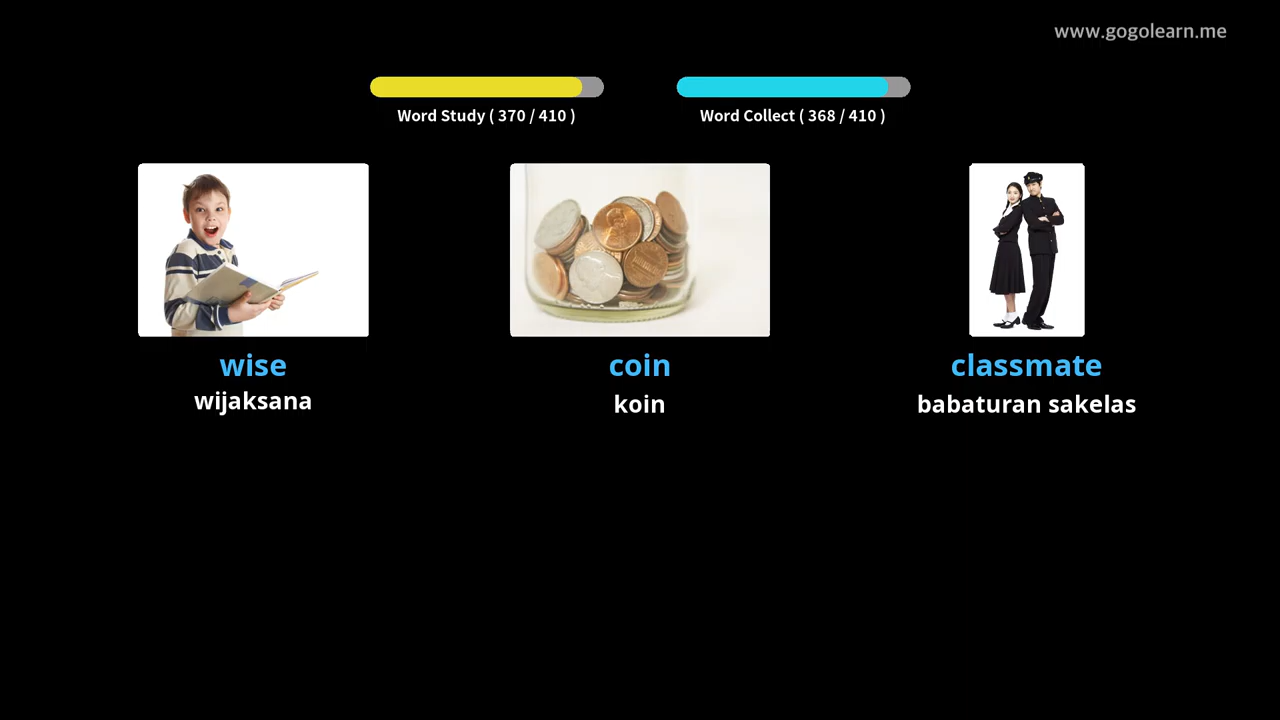 www.gogolearn.me
Word Study ( 370 / 410 )
Word Collect ( 368 / 410 )
wise
wijaksana
coin
koin
classmate
babaturan sakelas